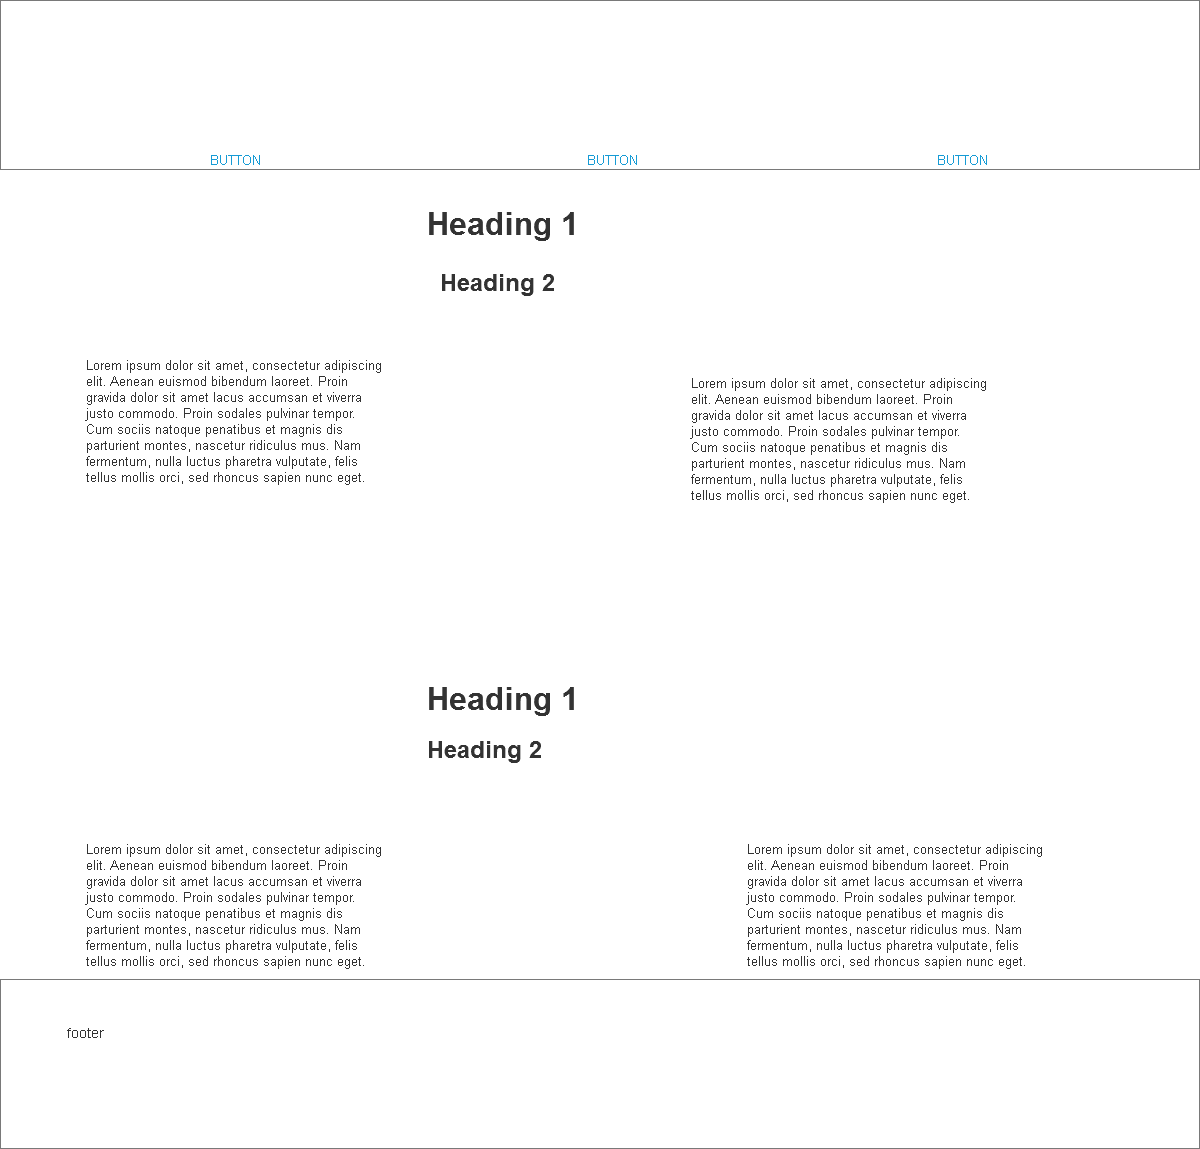 BUTTON BUTTON BUTTON
Heading 1
Heading 2
Lorem ipsum dolor sit amet, consectetur adipiscing
elit. Aenean euismod bibendum laoreet. Proin
gravida dolor sit amet lacus accumsan et viverra
justo commodo. Proin sodales pulvinar tempor.
Cum sociis natoque penatibus et magnis dis
parturient montes, nascetur ridiculus mus. Nam
fermentum, nulla luctus pharetra vulputate, felis
tellus mollis orci, sed rhoncus sapien nunc eget.
Lorem ipsum dolor sit amet, consectetur adipiscing
elit. Aenean euismod bibendum laoreet. Proin
gravida dolor sit amet lacus accumsan et viverra
justo commodo. Proin sodales pulvinar tempor.
Cum sociis natoque penatibus et magnis dis
parturient montes, nascetur ridiculus mus. Nam
fermentum, nulla luctus pharetra vulputate, felis
tellus mollis orci, sed rhoncus sapien nunc eget.
Heading 1
Heading 2
Lorem ipsum dolor sit amet, consectetur adipiscing
elit. Aenean euismod bibendum laoreet. Proin
gravida dolor sit amet lacus accumsan et viverra
justo commodo. Proin sodales pulvinar tempor.
Cum sociis natoque penatibus et magnis dis
parturient montes, nascetur ridiculus mus. Nam
fermentum, nulla luctus pharetra vulputate, felis
tellus mollis orci, sed rhoncus sapien nunc eget.
Lorem ipsum dolor sit amet, consectetur adipiscing
elit. Aenean euismod bibendum laoreet. Proin
gravida dolor sit amet lacus accumsan et viverra
justo commodo. Proin sodales pulvinar tempor.
Cum sociis natoque penatibus et magnis dis
parturient montes, nascetur ridiculus mus. Nam
fermentum, nulla luctus pharetra vulputate, felis
tellus mollis orci, sed rhoncus sapien nunc eget.
footer